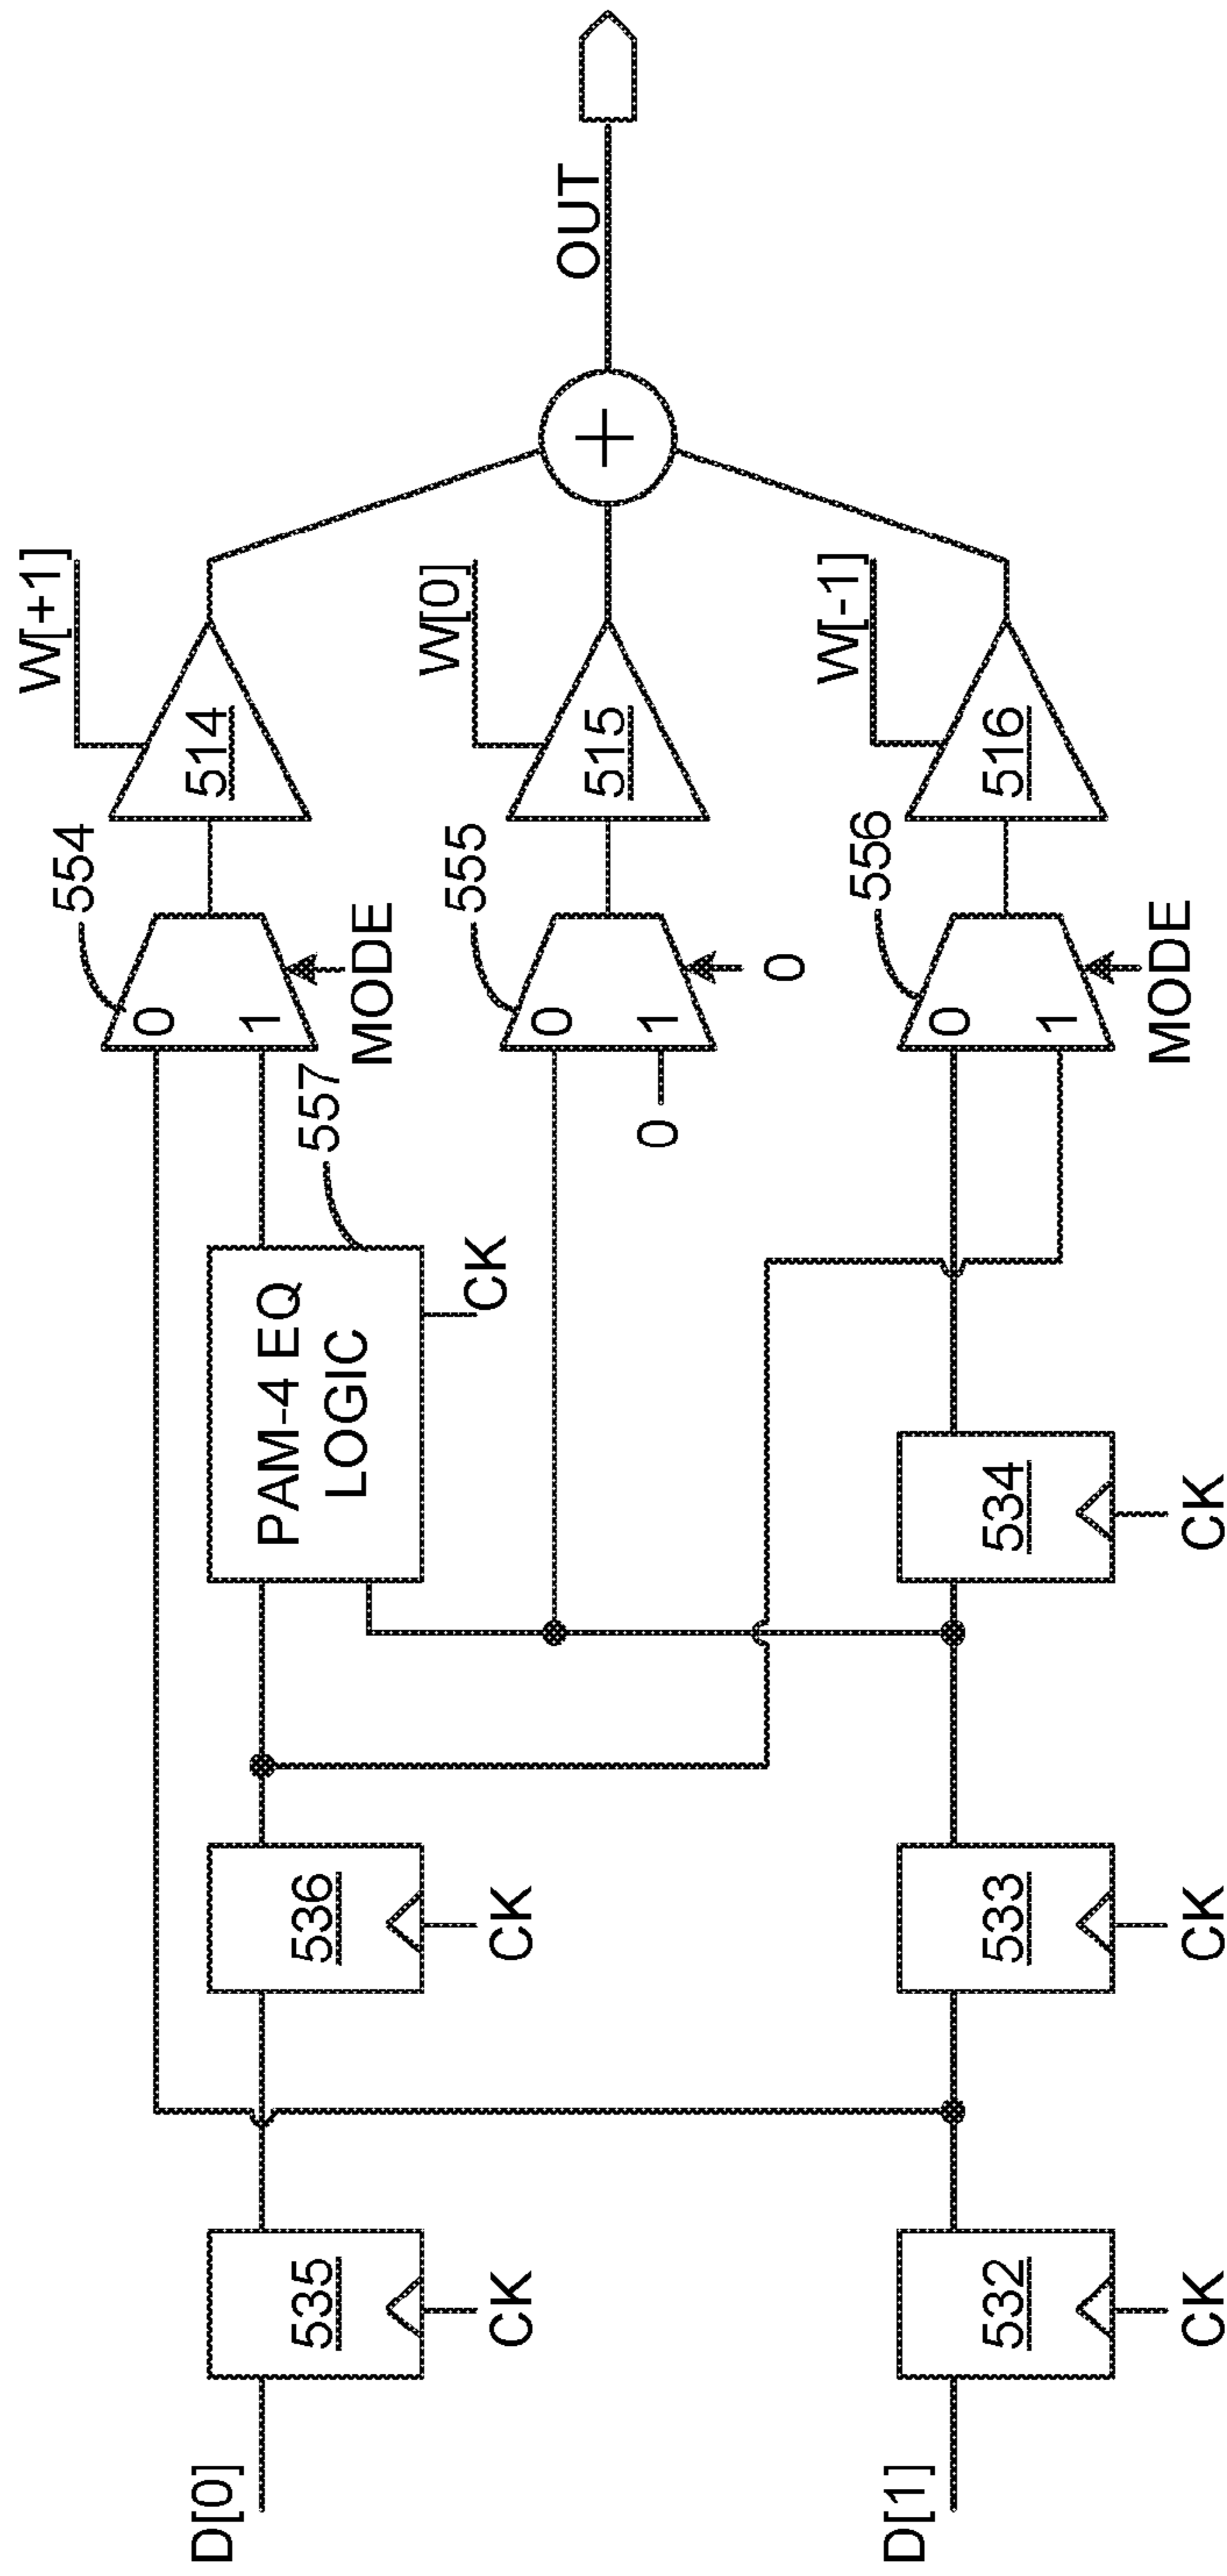 W[+1]
554
514
0
1
MODE
557
PAM-4 EQ
LOGIC
CK
536
CK
535
CK
D[0]
OUT
+
W[0]
555
515
0
1
0
0
W[-1]
556
516
0
1
MODE
534
CK
533
CK
532
CK
D[1]